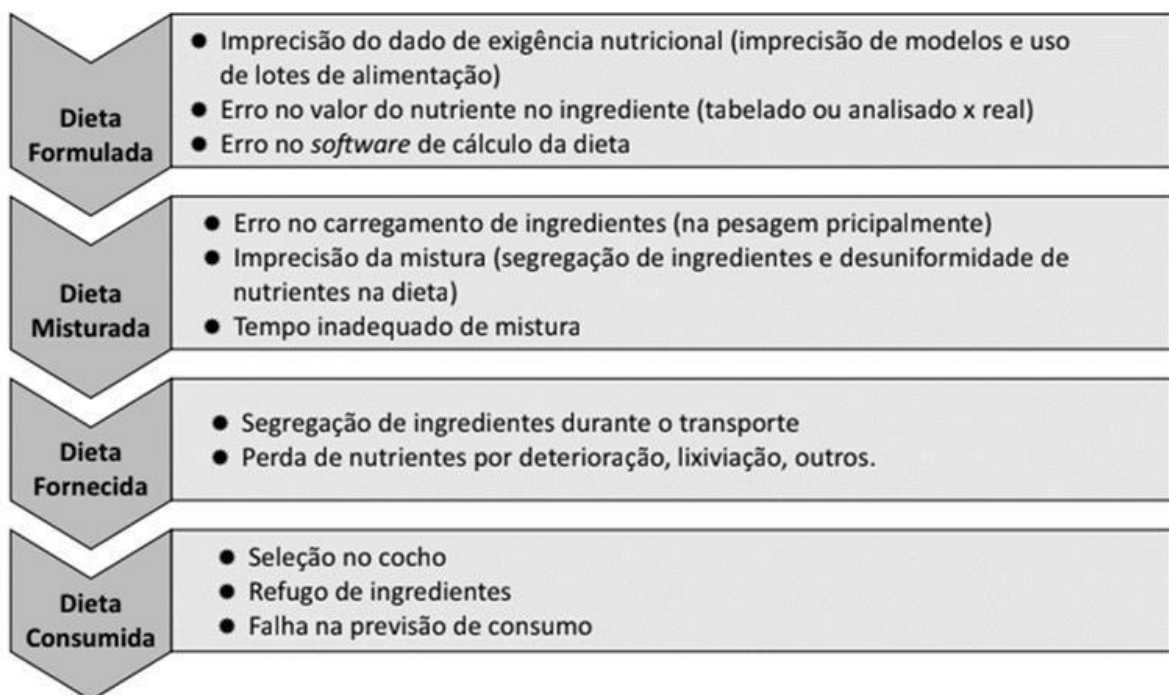 Dieta
Formulada
● Imprecisão do dado de exigência nutricional (imprecisão de modelos e uso
de lotes de alimentação)
● Erro no valor do nutriente no ingrediente (tabelado ou analisado x real)
● Erro no software de cálculo da dieta
Dieta
Misturada
● Erro no carregamento de ingredientes (na pesagem pricipalmente)
● Imprecisão da mistura (segregação de ingredientes e desuniformidade de
nutrientes na dieta)
● Tempo inadequado de mistura
Dieta
Fornecida
● Segregação de ingredientes durante o transporte
● Perda de nutrientes por deterioração, lixiviação, outros.
Dieta
Consumida
● Seleção no cocho
● Refugo de ingredientes
● Falha na previsão de consumo